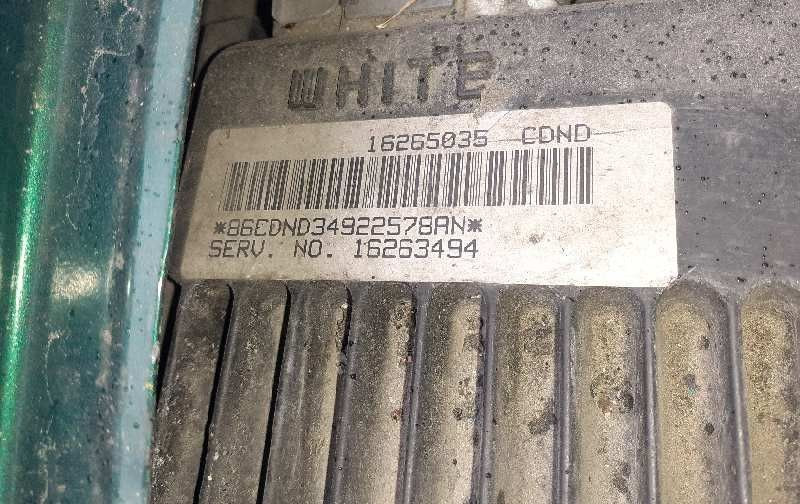 WHITE
16265035 CDND
*86CDND34922578AN*
SERV. NO. 16263494